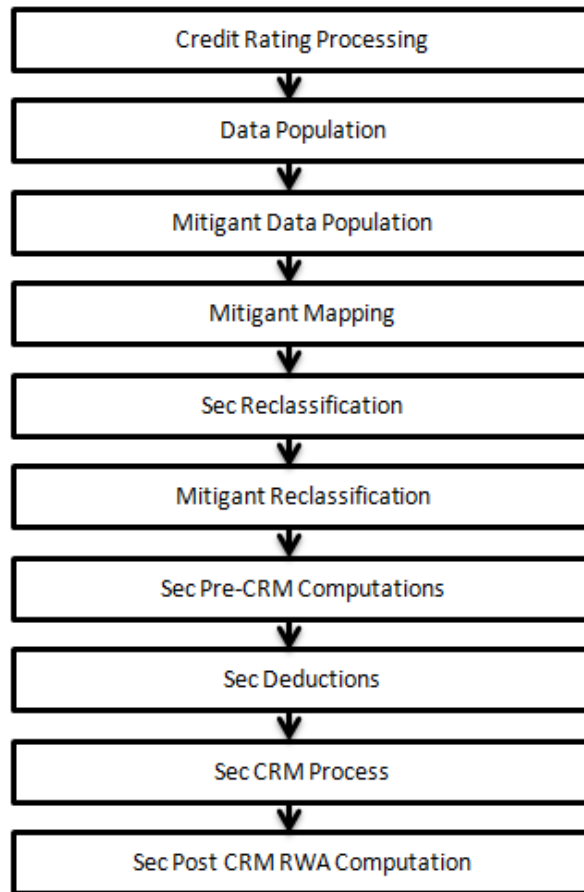 Credit Rating Processing
Data Population
Mitigant Data Population
Mitigant Mapping
Sec Reclassification
Mitigant Reclassification
Sec Pre-CRM Computations
Sec Deductions
Sec CRM Process
Sec Post CRM RWA Computation